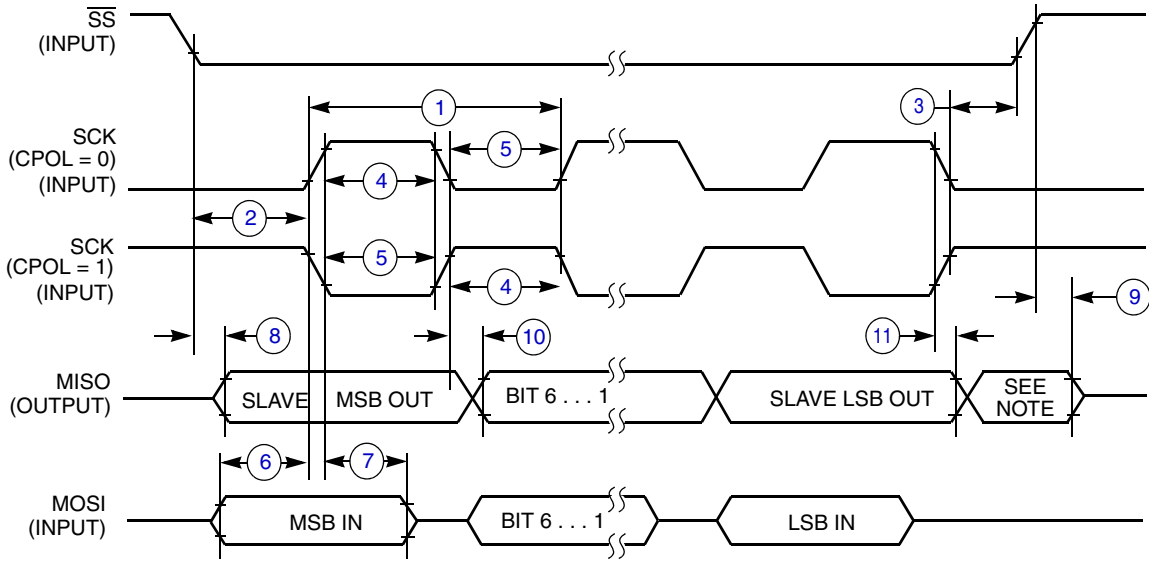 SS
(INPUT)
1
3
SCK
(CPOL = 0)
(INPUT)
5
4
2
SCK
(CPOL = 1)
(INPUT)
5
4
9
8
10
11
MISO
(OUTPUT)
SLAVE MSB OUT
BIT 6 . . . 1
SLAVE LSB OUT
SEE
NOTE
6
7
MOSI
(INPUT)
MSB IN
BIT 6 . . . 1
LSB IN